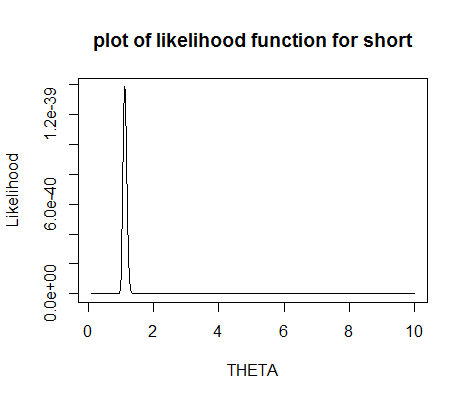 plot of likelihood function for short
Likelihood
1.2e-39
6.0e-40
0.0e+00
0 2 4 6 8 10
THETA